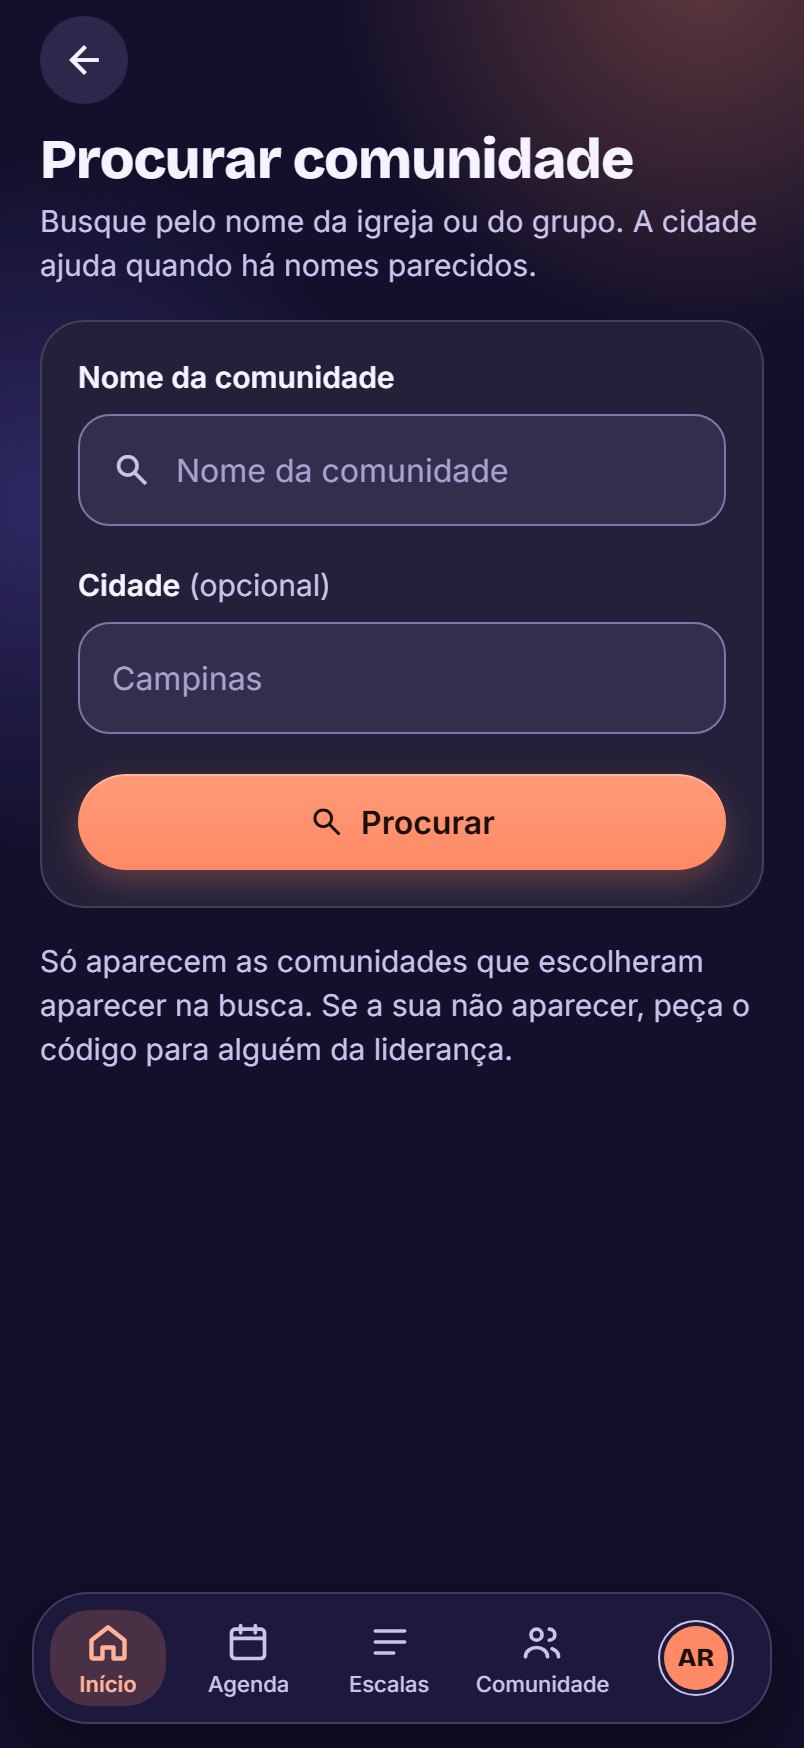 Procurar comunidade
Busque pelo nome da igreja ou do grupo. A cidade
ajuda quando há nomes parecidos.
Nome da comunidade
Nome da comunidade
Cidade (opcional)
Campinas
Procurar
Só aparecem as comunidades que escolheram
aparecer na busca. Se a sua não aparecer, peça o
código para alguém da liderança.
Início
Agenda
Escalas
Comunidade
AR